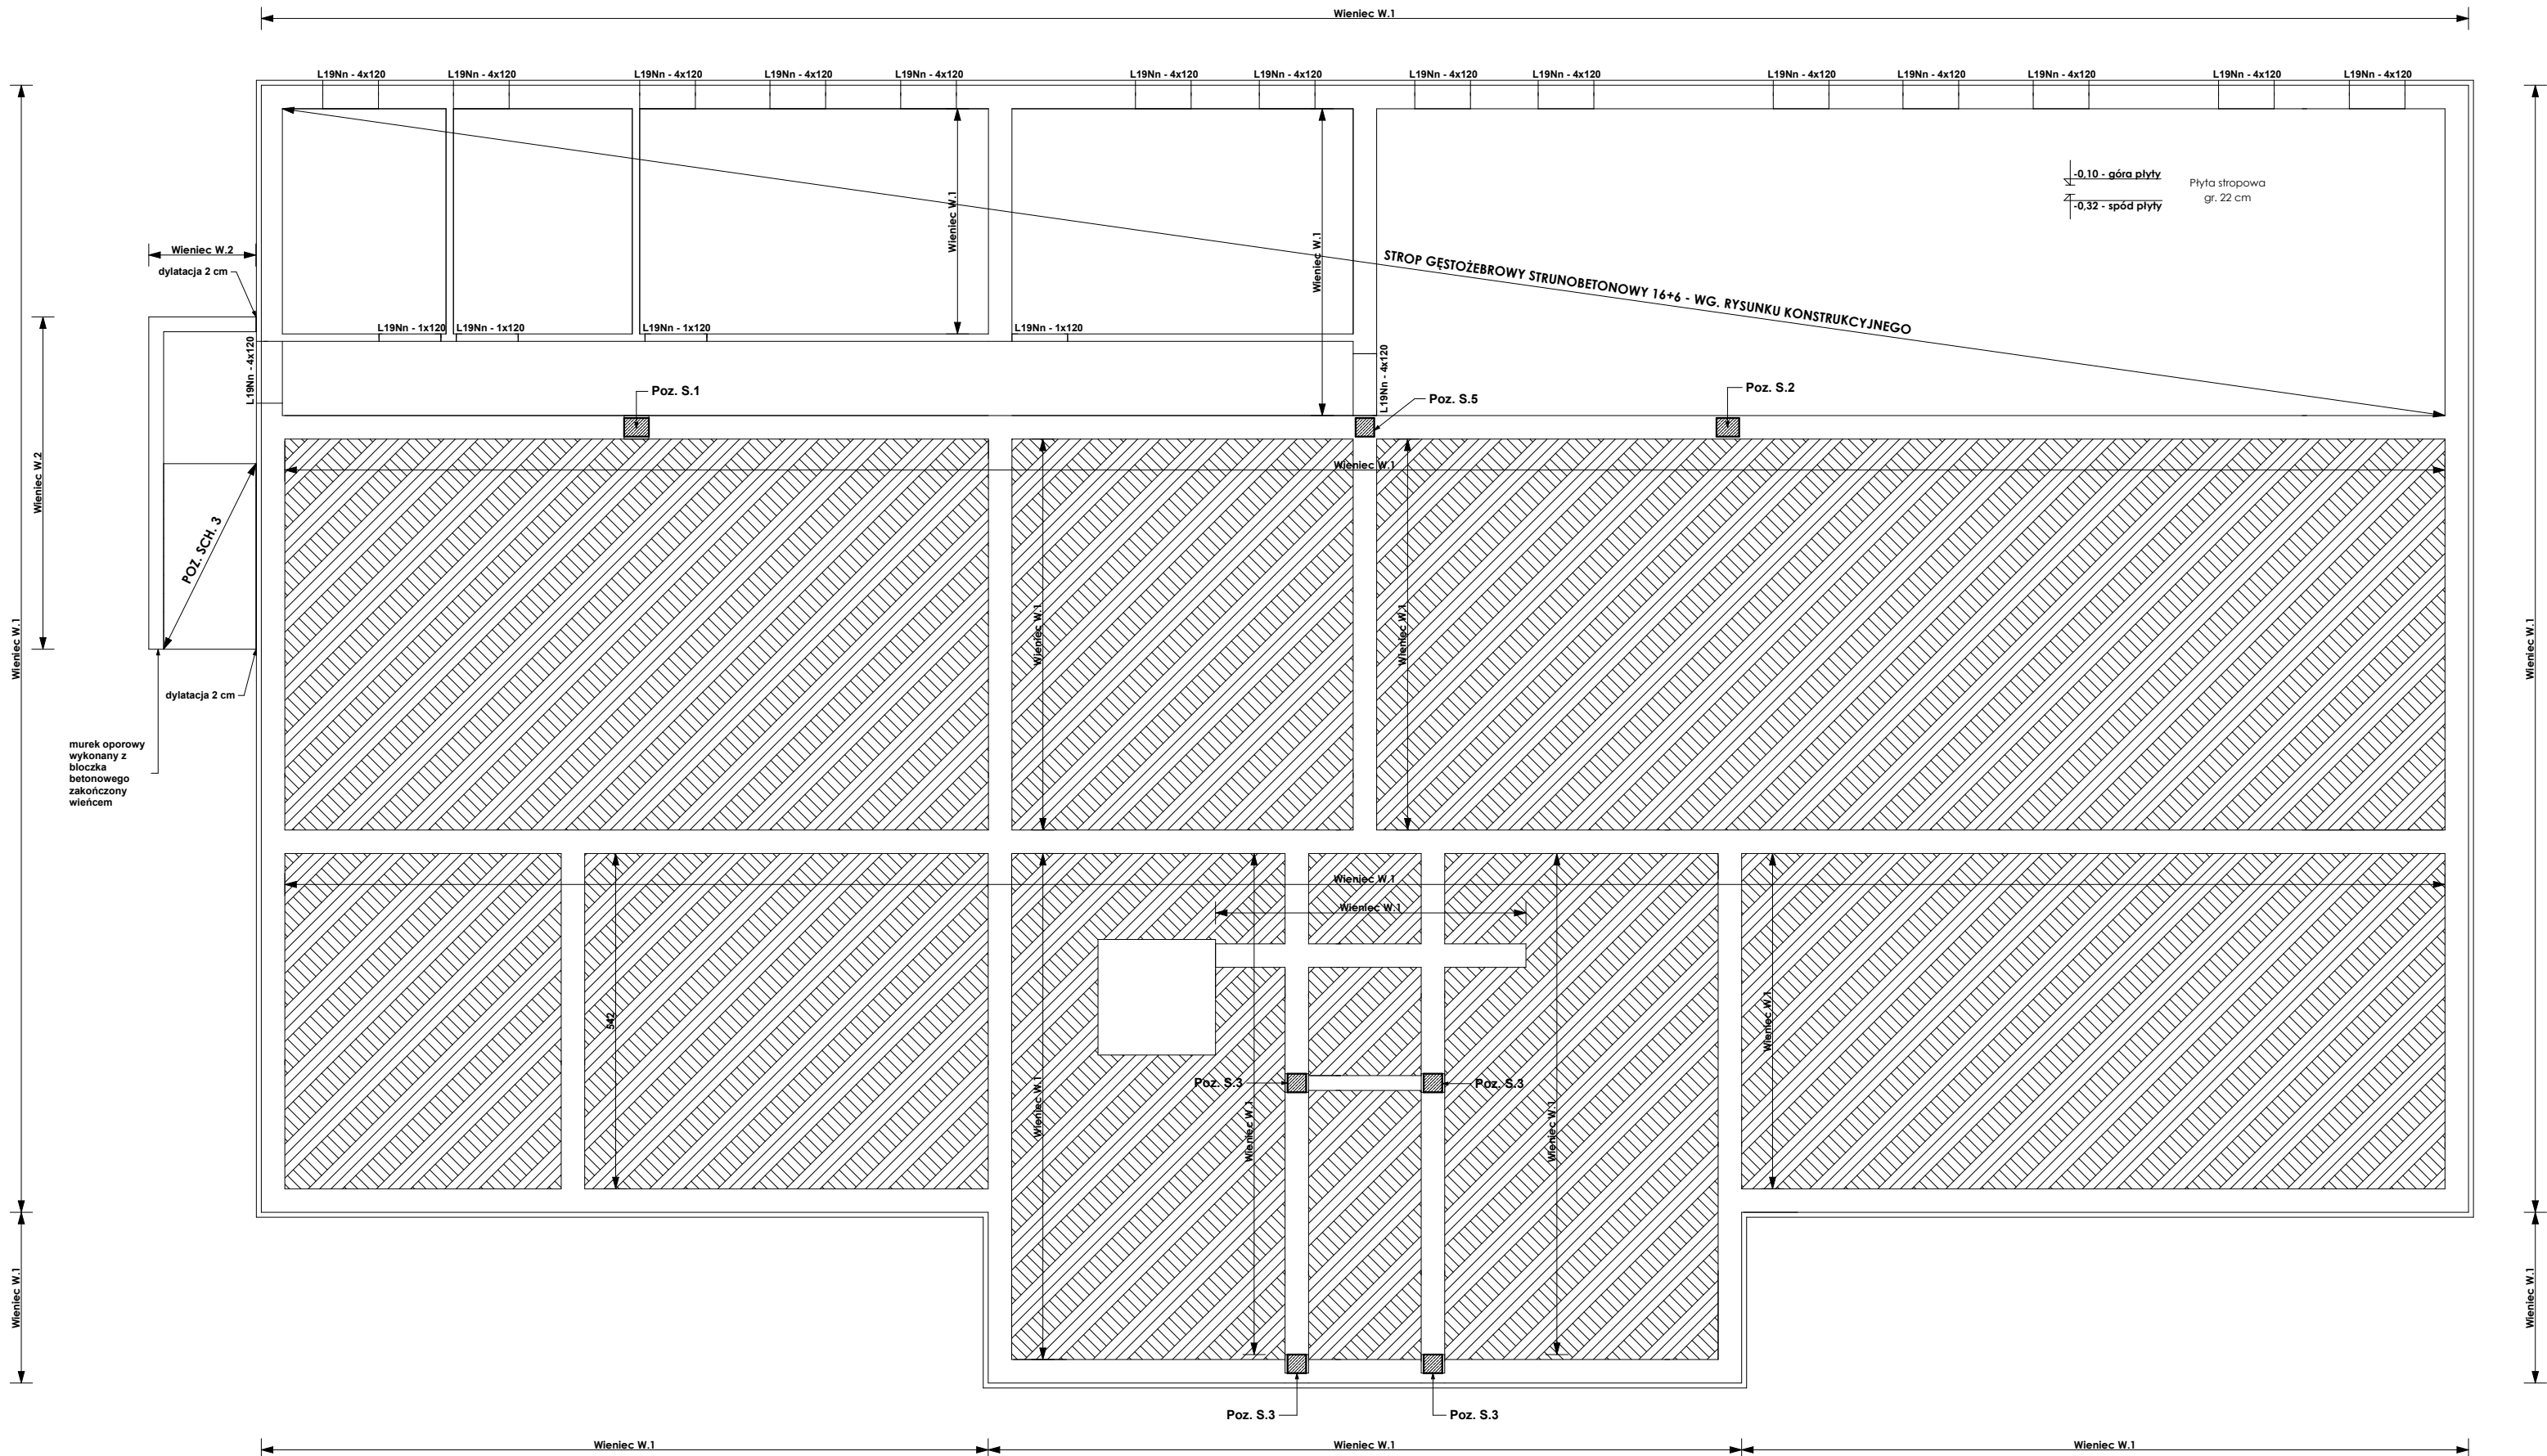 Wieniec W.1
L19Nn - 4x120
L19Nn - 4x120
L19Nn - 4x120
L19Nn - 4x120
L19Nn - 4x120
L19Nn - 4x120
L19Nn - 4x120
L19Nn - 4x120
L19Nn - 4x120
L19Nn - 4x120
L19Nn - 4x120
L19Nn - 4x120
L19Nn - 4x120
L19Nn - 4x120
-0,10 - góra płyty
-0,32 - spód płyty
Płyta stropowa
gr. 22 cm
Wieniec W.1
Wieniec W.1
STROP GĘSTOŻEBROWY STRUNOBETONOWY 16+6 - WG. RYSUNKU KONSTRUKCYJNEGO
Wieniec W.2
dylatacja 2 cm
L19Nn - 1x120
L19Nn - 1x120
L19Nn - 1x120
L19Nn - 1x120
L19Nn - 4x120
L19Nn - 4x120
Poz. S.1
Poz. S.5
Poz. S.2
Wieniec W.1
Wieniec W.2
POZ. SCH. 3
Wieniec W.1
Wieniec W.1
Wieniec W.1
Wieniec W.1
Wieniec W.1
dylatacja 2 cm
murek oporowy
wykonany z
bloczka
betonowego
zakończony
wieńcem
Wieniec W.1
Wieniec W.1
542
Wieniec W.1
Wieniec W.1
Wieniec W.1
Wieniec W.1
Poz. S.3
Poz. S.3
Wieniec W.1
Wieniec W.1
Poz. S.3
Poz. S.3
Wieniec W.1
Wieniec W.1
Wieniec W.1